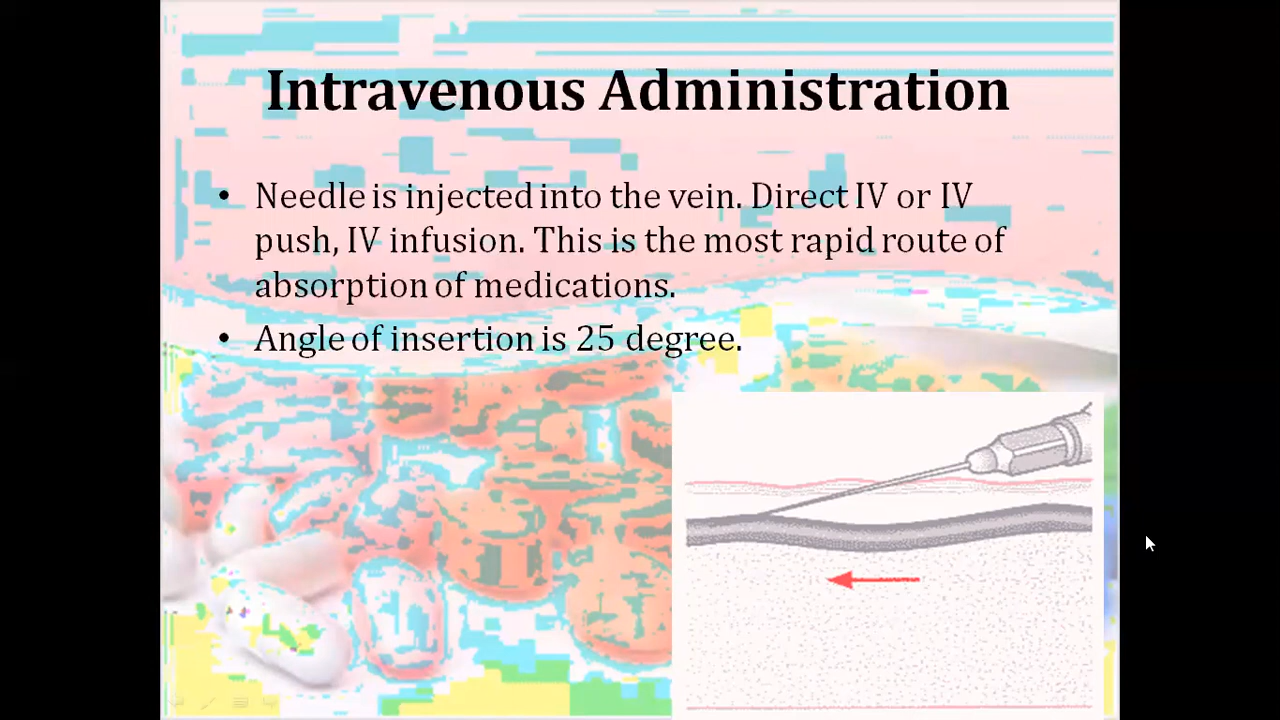 Intravenous Administration
• Needle is injected into the vein. Direct IV or IV
push, IV infusion. This is the most rapid route of
absorption of medications.
• Angle of insertion is 25 degree.